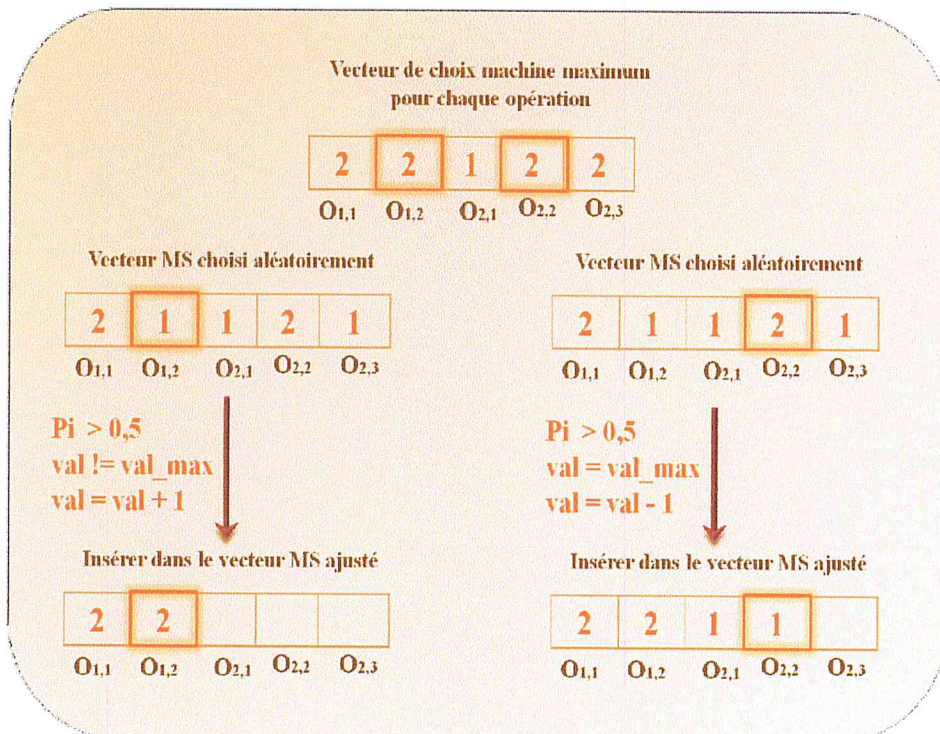 Vecteur de choix machine maximum
pour chaque opération
2 2 1 2 2
O1,1 O1,2 O2,1 O2,2 O2,3
Vecteur MS choisi aléatoirement
2 1 1 2 1
O1,1 O1,2 O2,1 O2,2 O2,3
Pi > 0,5
val != val_max
val = val + 1
Insérer dans le vecteur MS ajusté
2 2
O1,1 O1,2 O2,1 O2,2 O2,3
Vecteur MS choisi aléatoirement
2 1 1 2 1
O1,1 O1,2 O2,1 O2,2 O2,3
Pi > 0,5
val = val_max
val = val - 1
Insérer dans le vecteur MS ajusté
2 2 1 1
O1,1 O1,2 O2,1 O2,2 O2,3